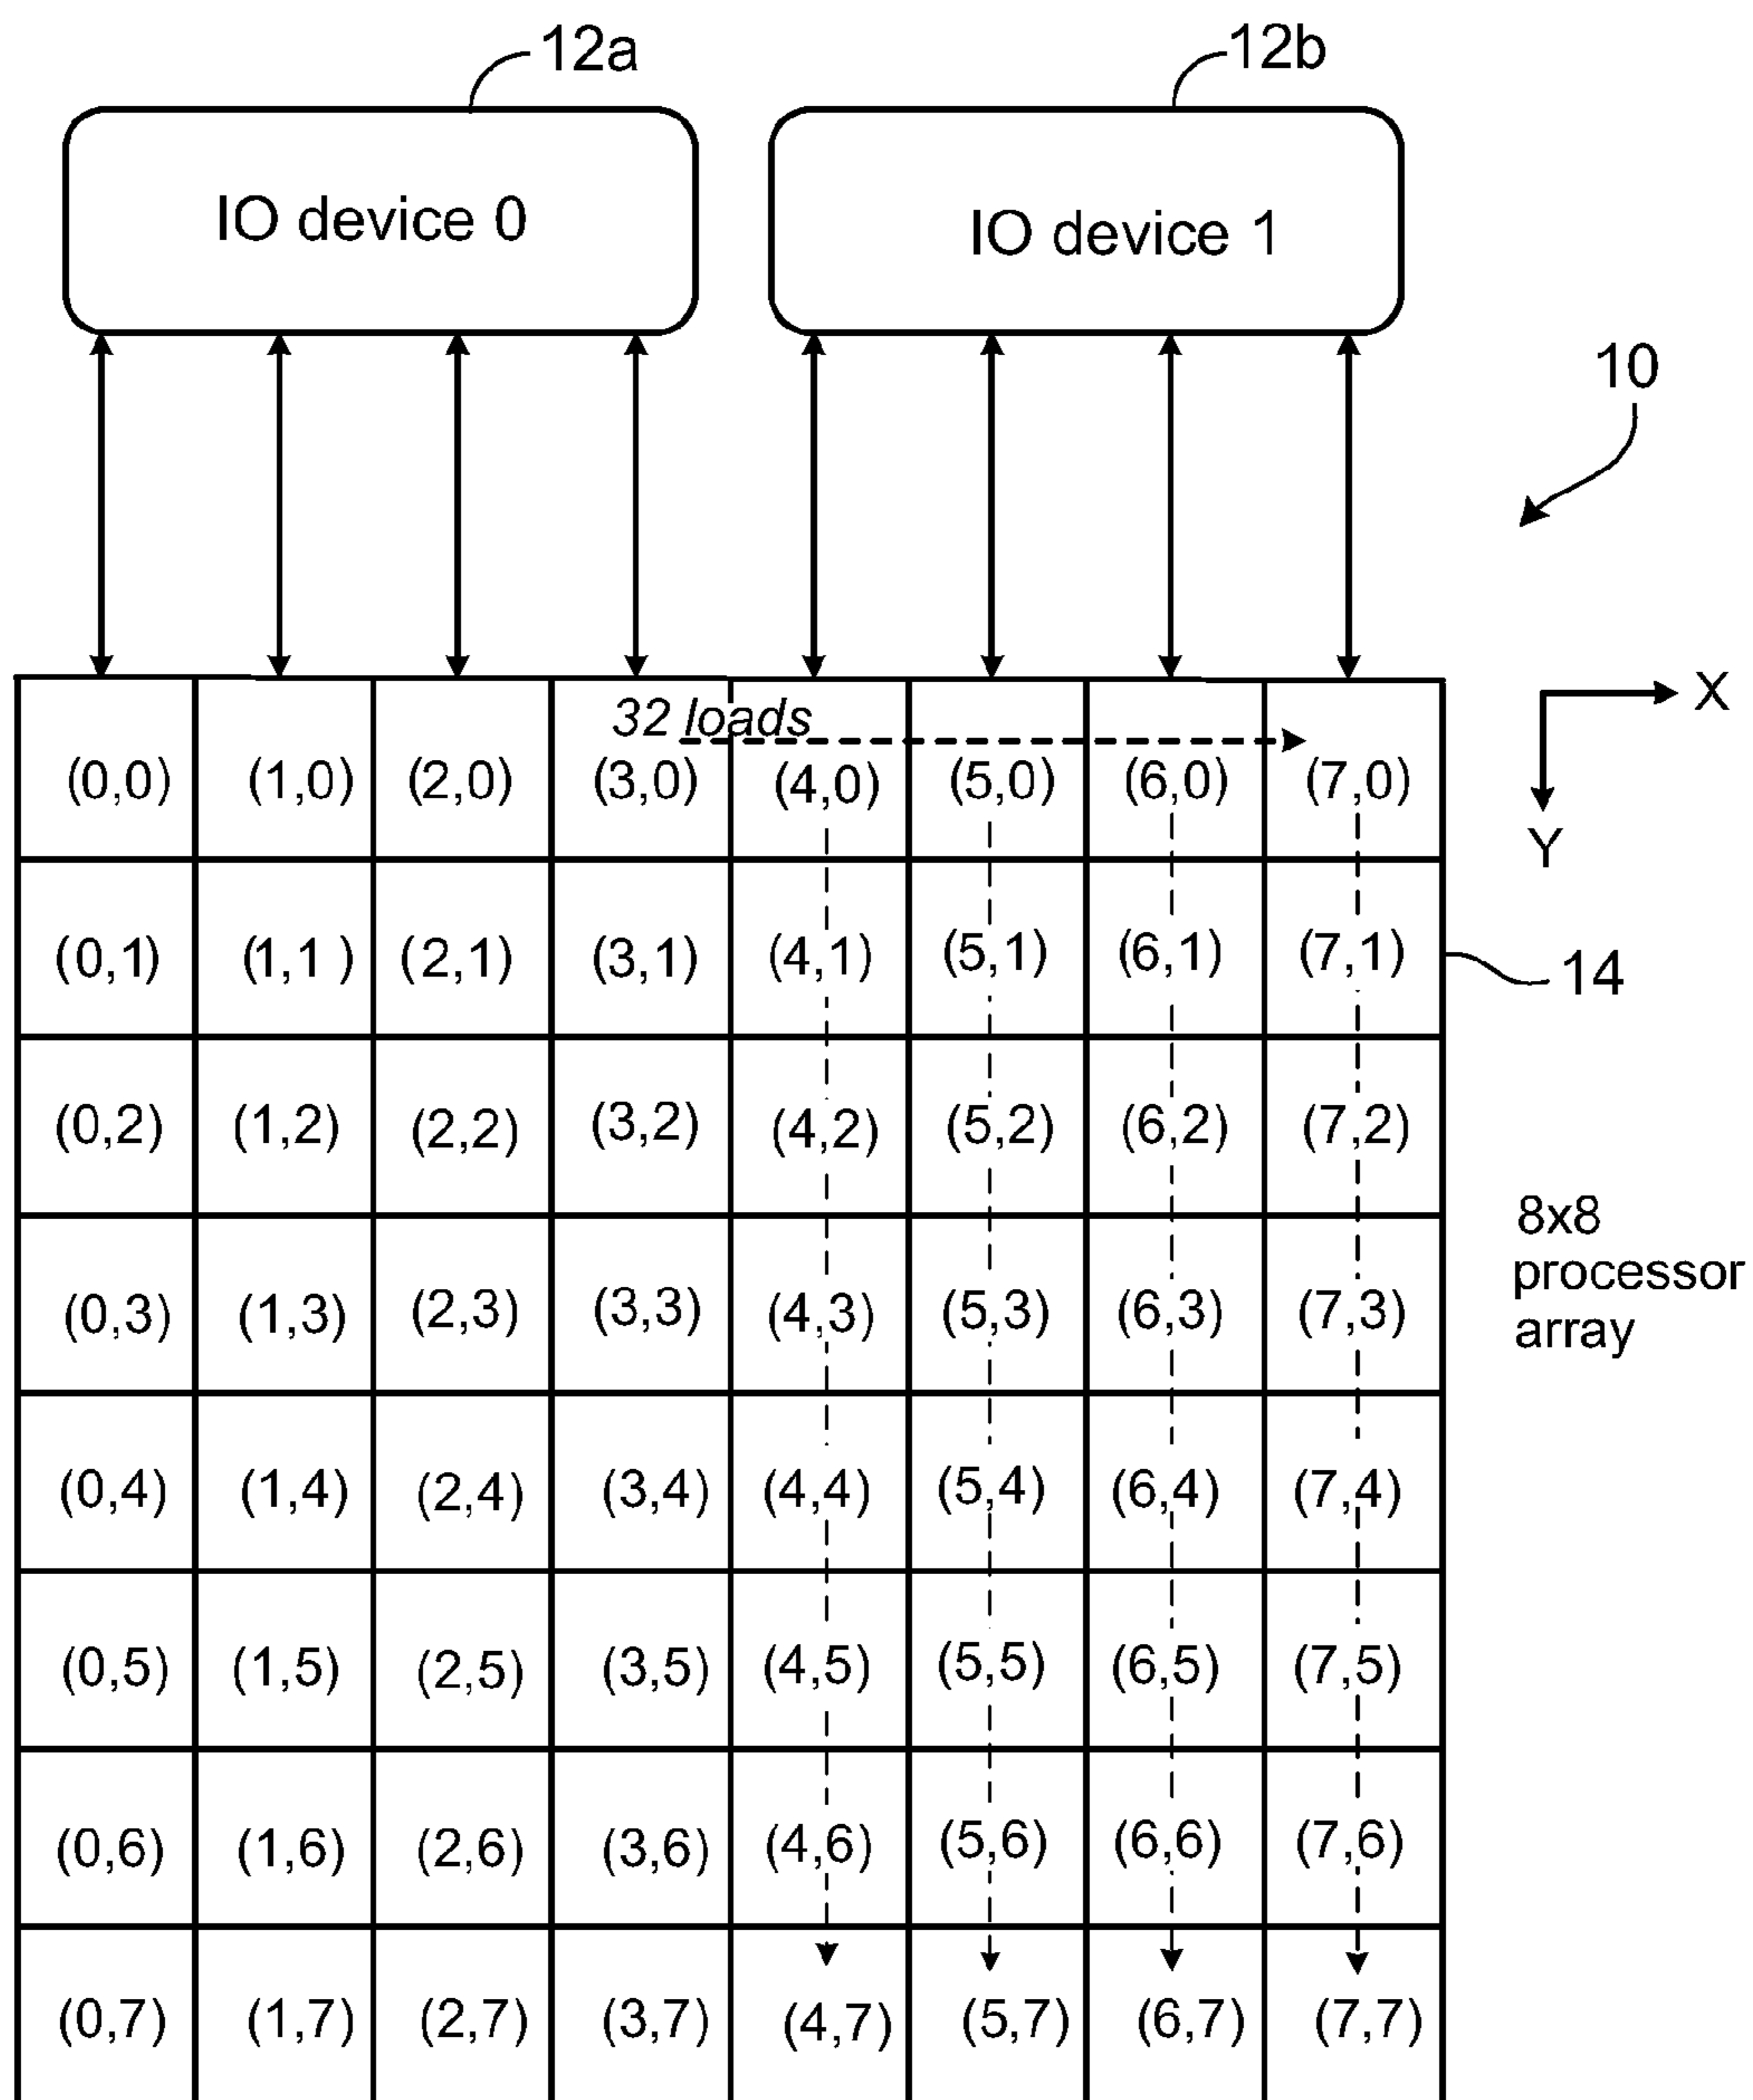 12a 12b
IO device 0 IO device 1
10
32 loads
X
(0,0) (1,0) (2,0) (3,0) (4,0) (5,0) (6,0) (7,0)
Y
(0,1) (1,1) (2,1) (3,1) (4,1) (5,1) (6,1) (7,1)
14
(0,2) (1,2) (2,2) (3,2) (4,2) (5,2) (6,2) (7,2)
8x8
processor
array
(0,3) (1,3) (2,3) (3,3) (4,3) (5,3) (6,3) (7,3)
(0,4) (1,4) (2,4) (3,4) (4,4) (5,4) (6,4) (7,4)
(0,5) (1,5) (2,5) (3,5) (4,5) (5,5) (6,5) (7,5)
(0,6) (1,6) (2,6) (3,6) (4,6) (5,6) (6,6) (7,6)
(0,7) (1,7) (2,7) (3,7) (4,7) (5,7) (6,7) (7,7)